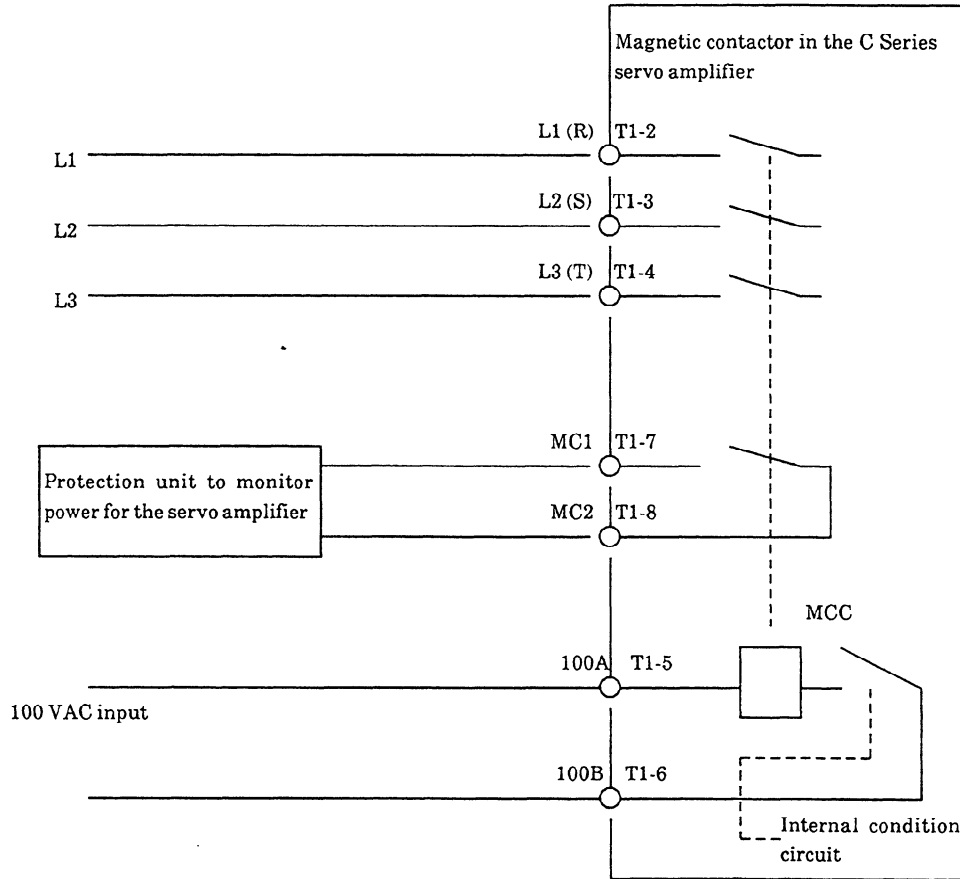 Magnetic contactor in the C Series
servo amplifier
L1 (R) T1-2
L1
L2 (S) T1-3
L2
L3 (T) T1-4
L3
MC1 T1-7
Protection unit to monitor
power for the servo amplifier
MC2 T1-8
MCC
100A T1-5
100 VAC input
100B T1-6
Internal condition
circuit